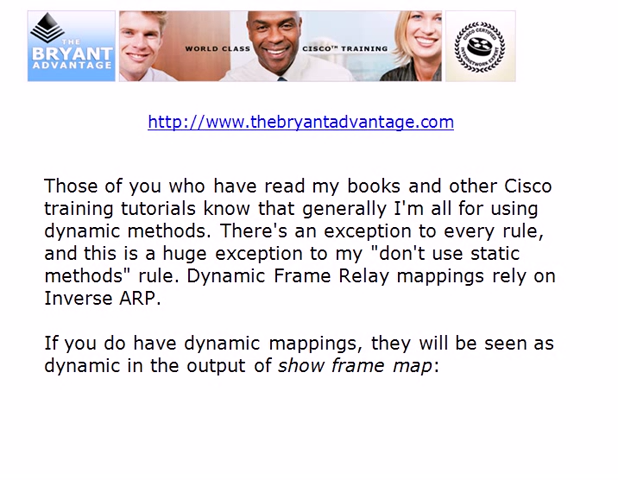 THE
BRYANT
ADVANTAGE
WORLD CLASS CISCO™ TRAINING
CISCO CERTIFIED
INTERNETWORK EXPERT
http://www.thebryantadvantage.com
Those of you who have read my books and other Cisco
training tutorials know that generally I'm all for using
dynamic methods. There's an exception to every rule,
and this is a huge exception to my "don't use static
methods" rule. Dynamic Frame Relay mappings rely on
Inverse ARP.
If you do have dynamic mappings, they will be seen as
dynamic in the output of show frame map: